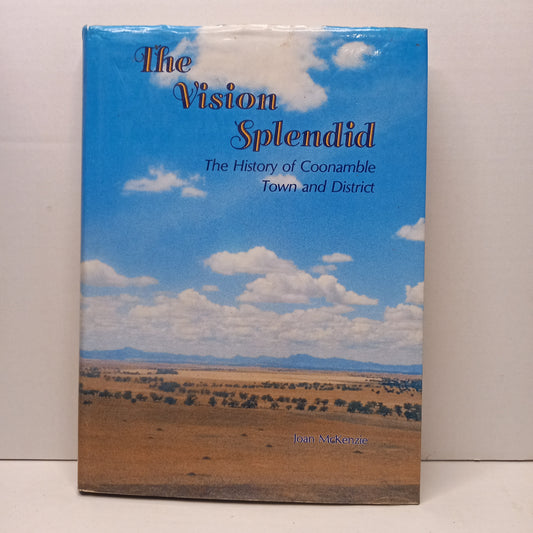 The
Vision
Splendid
The History of Coonamble
Town and District
Joan McKenzie